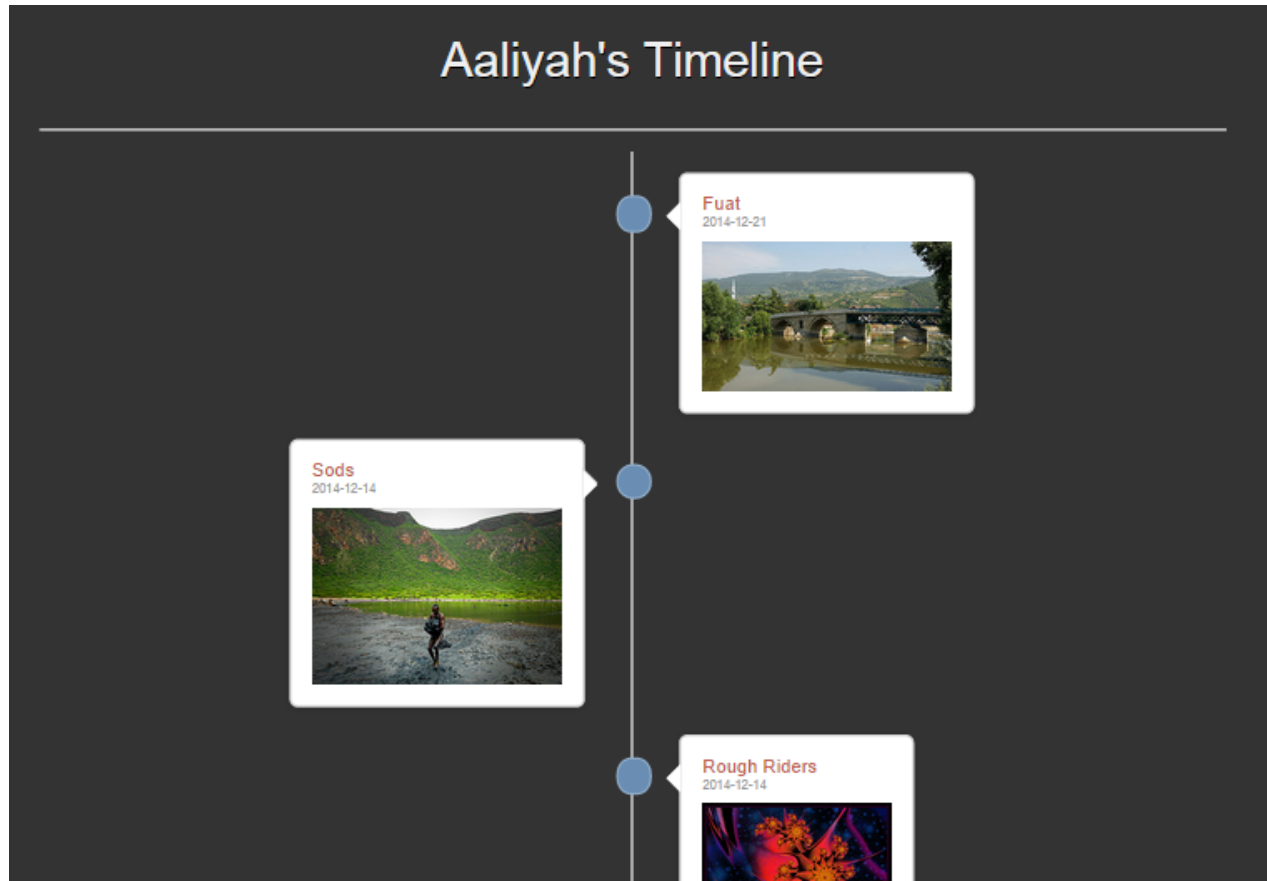 Aaliyah's Timeline
Fuat
2014-12-21
Sods
2014-12-14
Rough Riders
2014-12-14